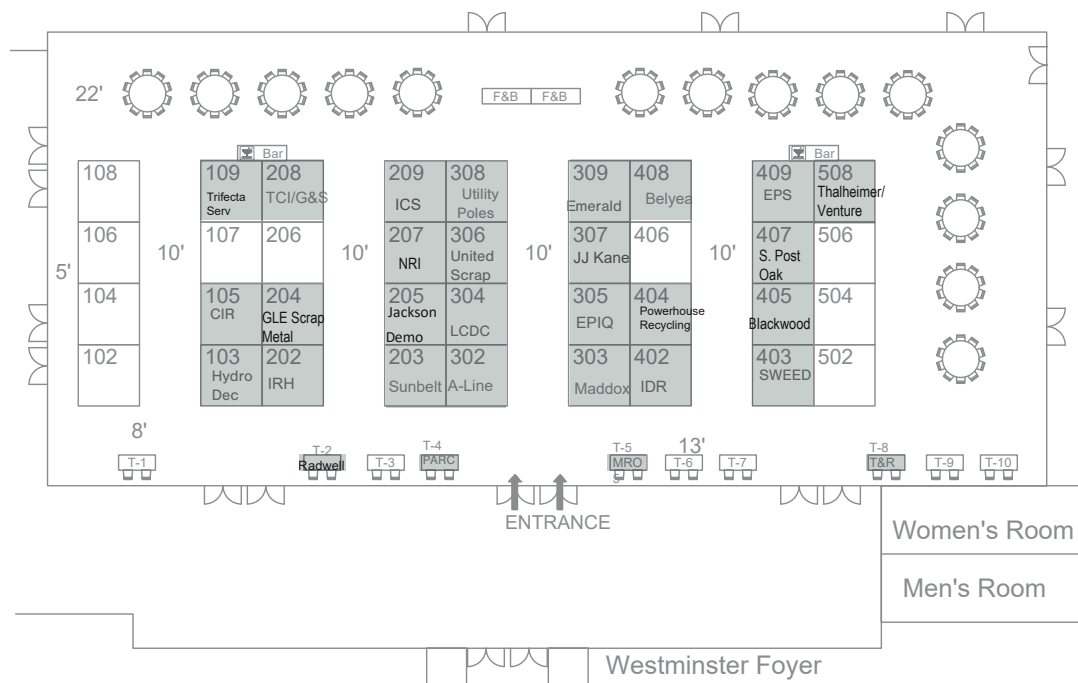 22'
F&B F&B
Bar
Bar
108
109
Trifecta
Serv
208
TCI/G&S
209
ICS
308
Utility
Poles
309
Emerald
408
Belyea
409
EPS
508
Thalheimer/
Venture
106
107
206
207
NRI
306
United
Scrap
307
JJ Kane
406
407
S. Post
Oak
506
5'
10'
10'
10'
10'
104
105
CIR
204
GLE Scrap
Metal
205
Jackson
Demo
304
LCDC
305
EPIQ
404
Powerhouse
Recycling
405
Blackwood
504
102
103
Hydro
Dec
202
IRH
203
Sunbelt
302
A-Line
303
Maddox
402
IDR
403
SWEED
502
8'
13'
T-1
T-2
Radwell
T-3
T-4
PARC
T-5
MRO
5
T-6
T-7
T-8
T&R
T-9
T-10
ENTRANCE
Women's Room
Men's Room
Westminster Foyer